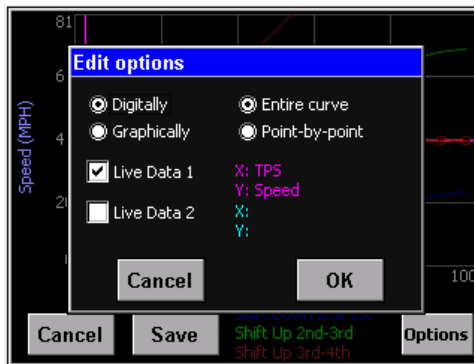 81
Edit options
6
Digitally
Entire curve
Graphically
Point-by-point
Speed (MPH)
4
Live Data 1
X: TPS
Y: Speed
2
Live Data 2
X:
Y:
Cancel
OK
100
Cancel
Save
Shift Up 2nd-3rd
Shift Up 3rd-4th
Options